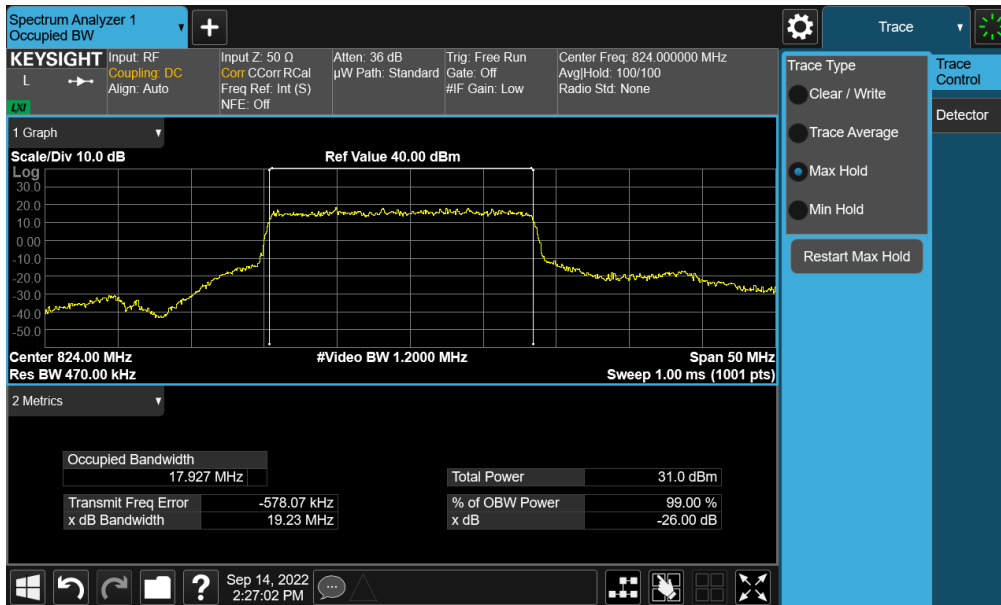 Spectrum Analyzer 1
Occupied BW
+
Trace
KEYSIGHT
L
LXI
Input: RF
Coupling: DC
Align: Auto
Input Z: 50 Ω
Corr CCorr RCal
Freq Ref: Int (S)
NFE: Off
Atten: 36 dB
µW Path: Standard
Trig: Free Run
Gate: Off
#IF Gain: Low
Center Freq: 824.000000 MHz
Avg|Hold: 100/100
Radio Std: None
Trace Type
Clear / Write
Trace Average
Max Hold
Min Hold
Restart Max Hold
Trace
Control
Detector
1 Graph
Scale/Div 10.0 dB
Ref Value 40.00 dBm
Log
30.0
20.0
10.0
0.00
-10.0
-20.0
-30.0
-40.0
-50.0
Center 824.00 MHz
#Video BW 1.2000 MHz
Span 50 MHz
Res BW 470.00 kHz
Sweep 1.00 ms (1001 pts)
2 Metrics
Occupied Bandwidth
17.927 MHz
Total Power 31.0 dBm
Transmit Freq Error -578.07 kHz
% of OBW Power 99.00 %
x dB Bandwidth 19.23 MHz
x dB -26.00 dB
?
Sep 14, 2022
2:27:02 PM